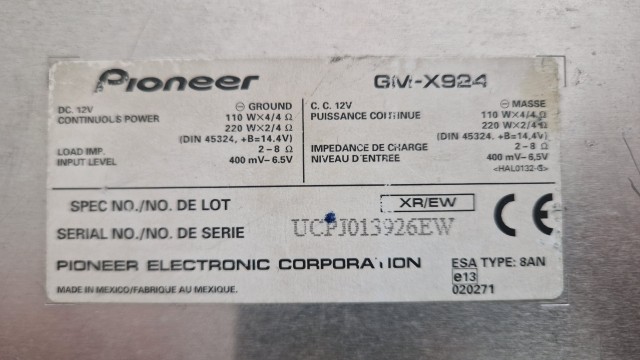 Pioneer GM-X924
DC. 12V ⊖ GROUND
CONTINUOUS POWER 110 W×4/4 Ω
220 W×2/4 Ω
(DIN 45324, +B=14.4V)
LOAD IMP. 2–8 Ω
INPUT LEVEL 400 mV–6.5V
C. C. 12V ⊖ MASSE
PUISSANCE CONTINUE 110 W×4/4 Ω
220 W×2/4 Ω
(DIN 45324, +B=14,4V)
IMPEDANCE DE CHARGE 2–8 Ω
NIVEAU D'ENTREE 400 mV–6,5V
SPEC NO./NO. DE LOT XR/EW
SERIAL NO./NO. DE SERIE UCPJ013926EW
CE
PIONEER ELECTRONIC CORPORATION
MADE IN MEXICO/FABRIQUE AU MEXIQUE.
ESA TYPE: 8AN
e13
020271